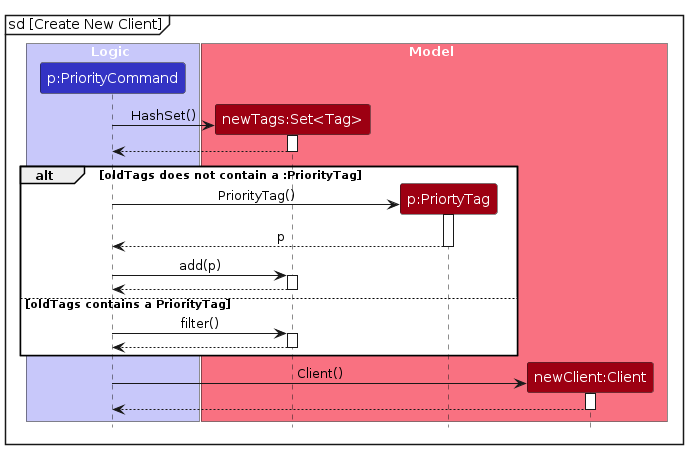 sd [Create New Client]
Logic
Model
p:PriorityCommand
HashSet()
newTags:Set<Tag>
alt
[oldTags does not contain a :PriorityTag]
PriorityTag()
p:PriortyTag
p
add(p)
[oldTags contains a PriorityTag]
filter()
Client()
newClient:Client